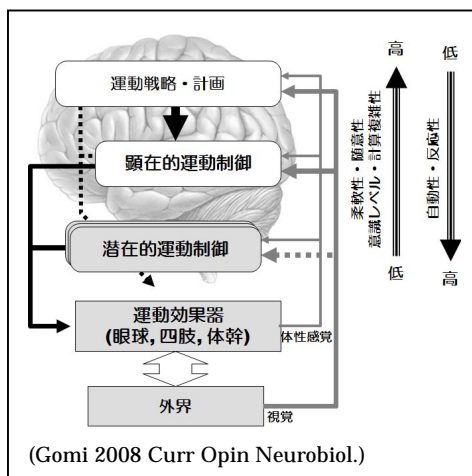 運動戦略・計画
顕在的運動制御
潜在的運動制御
運動効果器
(眼球, 四肢, 体幹)
体性感覚
外界
視覚
高
柔軟性・随意性
意識レベル・計算複雑性
低
低
自動性・反応性
高
(Gomi 2008 Curr Opin Neurobiol.)